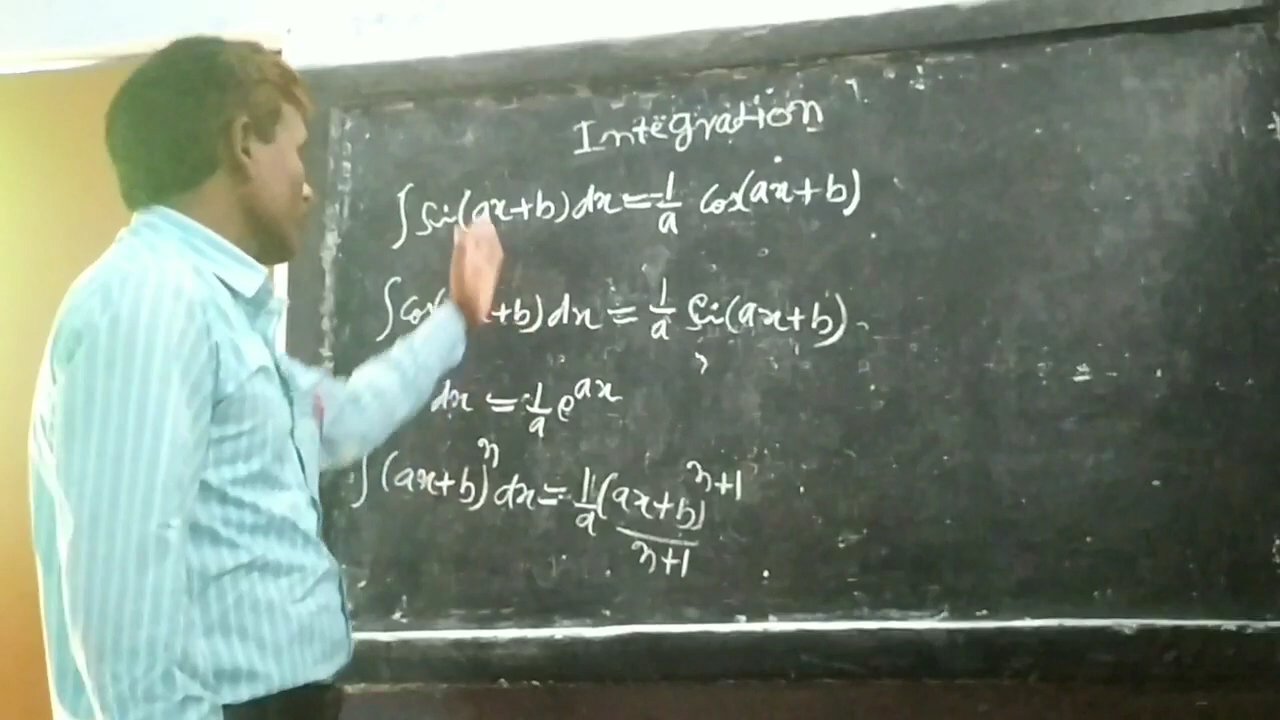 Integration
∫ Sin(ax+b) dx = -1/a cos(ax+b)
∫ cos( x+b) dx = 1/a Sin(ax+b).
dx = 1/a e^ax
∫ (ax+b)^n dx = 1/a (ax+b)^n+1 / n+1